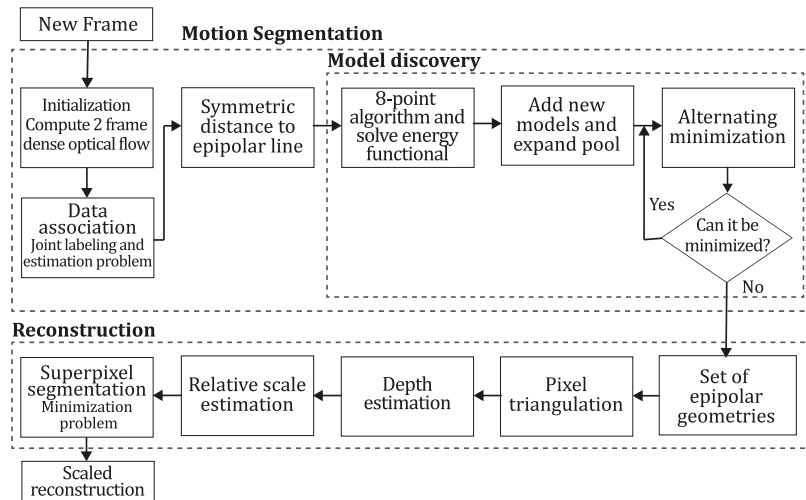 New Frame
Motion Segmentation
Model discovery
Initialization
Compute 2 frame
dense optical flow
Symmetric
distance to
epipolar line
8-point
algorithm and
solve energy
functional
Add new
models and
expand pool
Alternating
minimization
Data
association
Joint labeling and
estimation problem
Yes
Can it be
minimized?
No
Reconstruction
Superpixel
segmentation
Minimization
problem
Relative scale
estimation
Depth
estimation
Pixel
triangulation
Set of
epipolar
geometries
Scaled
reconstruction